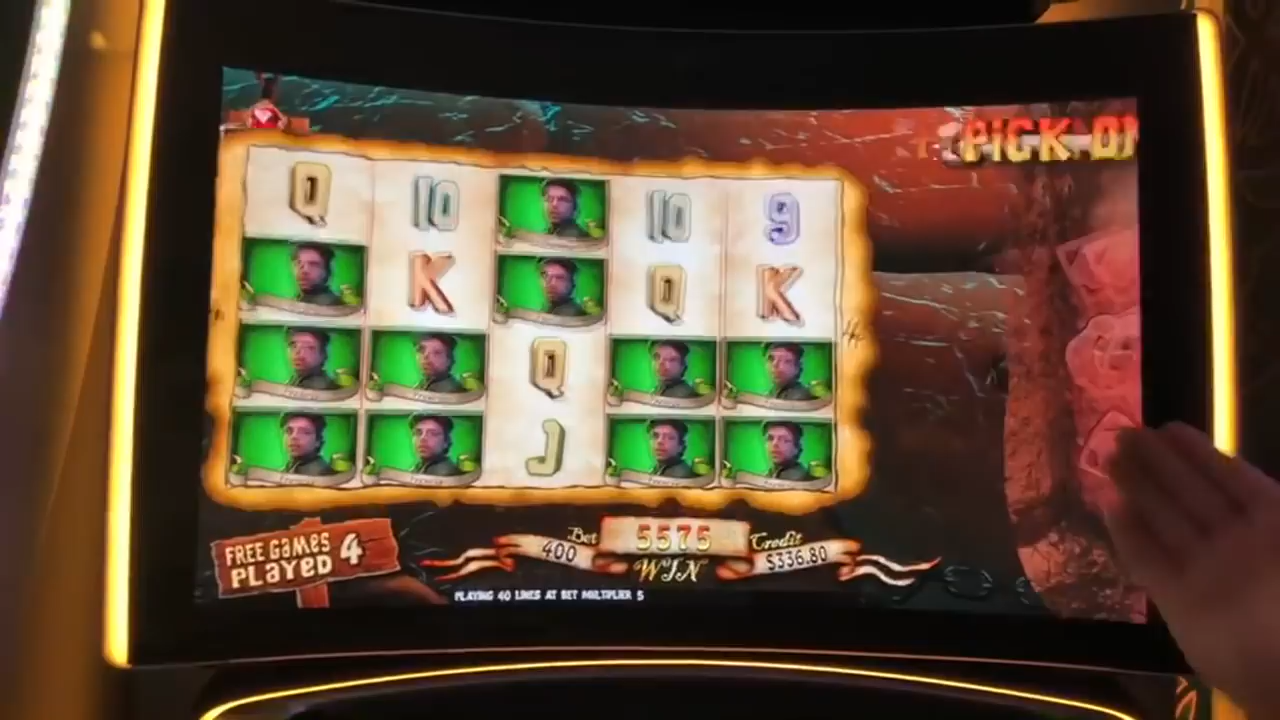 PiCK
Q 10 10 9
K Q K
Q
J
FREE GAMES 4
PLAYED
Bet 5575 Credit
400 WIN $336.80
PLAYING 40 LINES AT BET MULTIPLIER 5